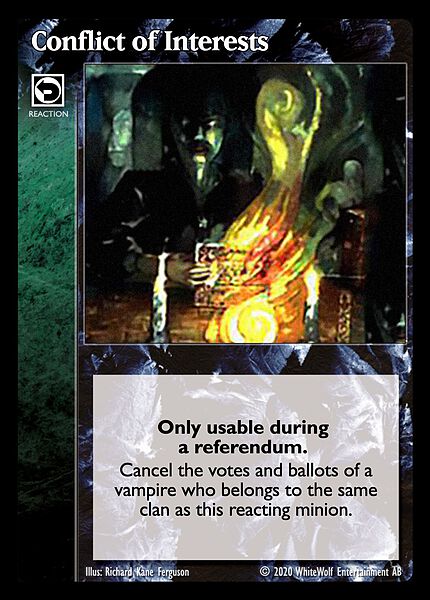 Conflict of Interests
REACTION
Only usable during
a referendum.
Cancel the votes and ballots of a
vampire who belongs to the same
clan as this reacting minion.
Illus: Richard Kane Ferguson © 2020 WhiteWolf Entertainment AB